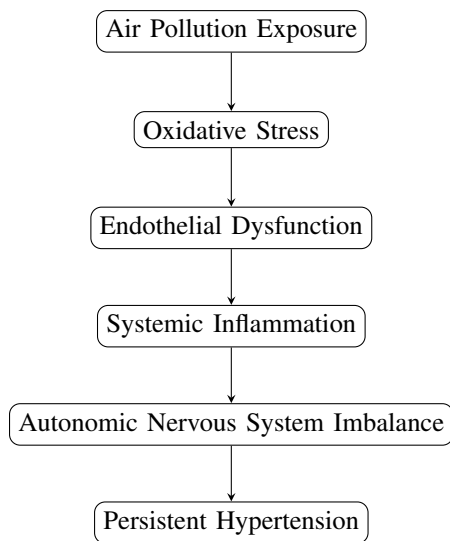 Air Pollution Exposure
Oxidative Stress
Endothelial Dysfunction
Systemic Inflammation
Autonomic Nervous System Imbalance
Persistent Hypertension